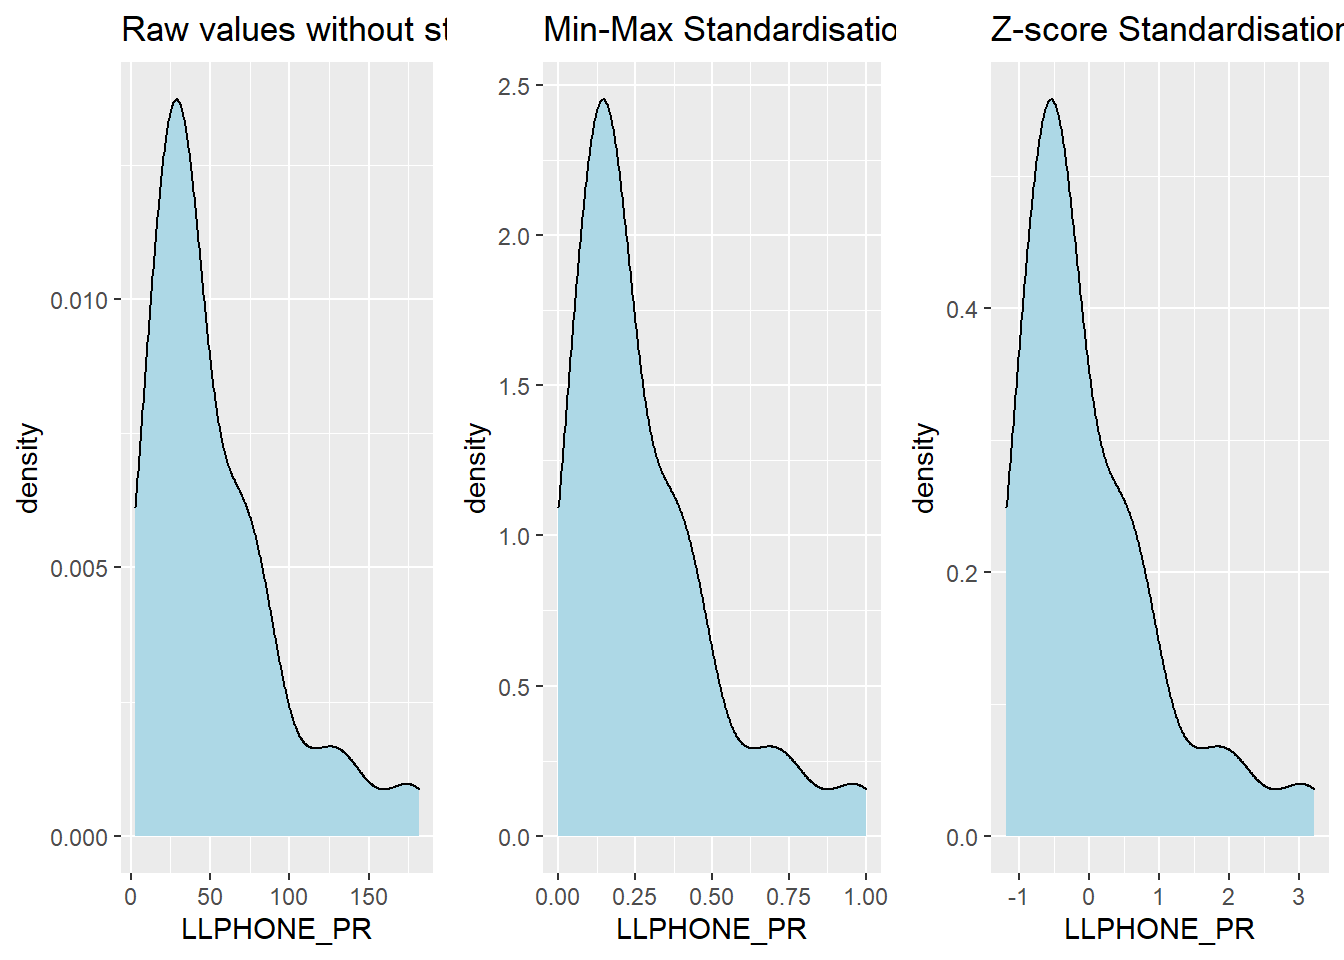 Raw values without st
density
0.010
0.005
0.000
0
50
100
150
LLPHONE_PR
Min-Max Standardisatio
density
2.5
2.0
1.5
1.0
0.5
0.0
0.00
0.25
0.50
0.75
1.00
LLPHONE_PR
Z-score Standardisation
density
0.4
0.2
0.0
-1
0
1
2
3
LLPHONE_PR